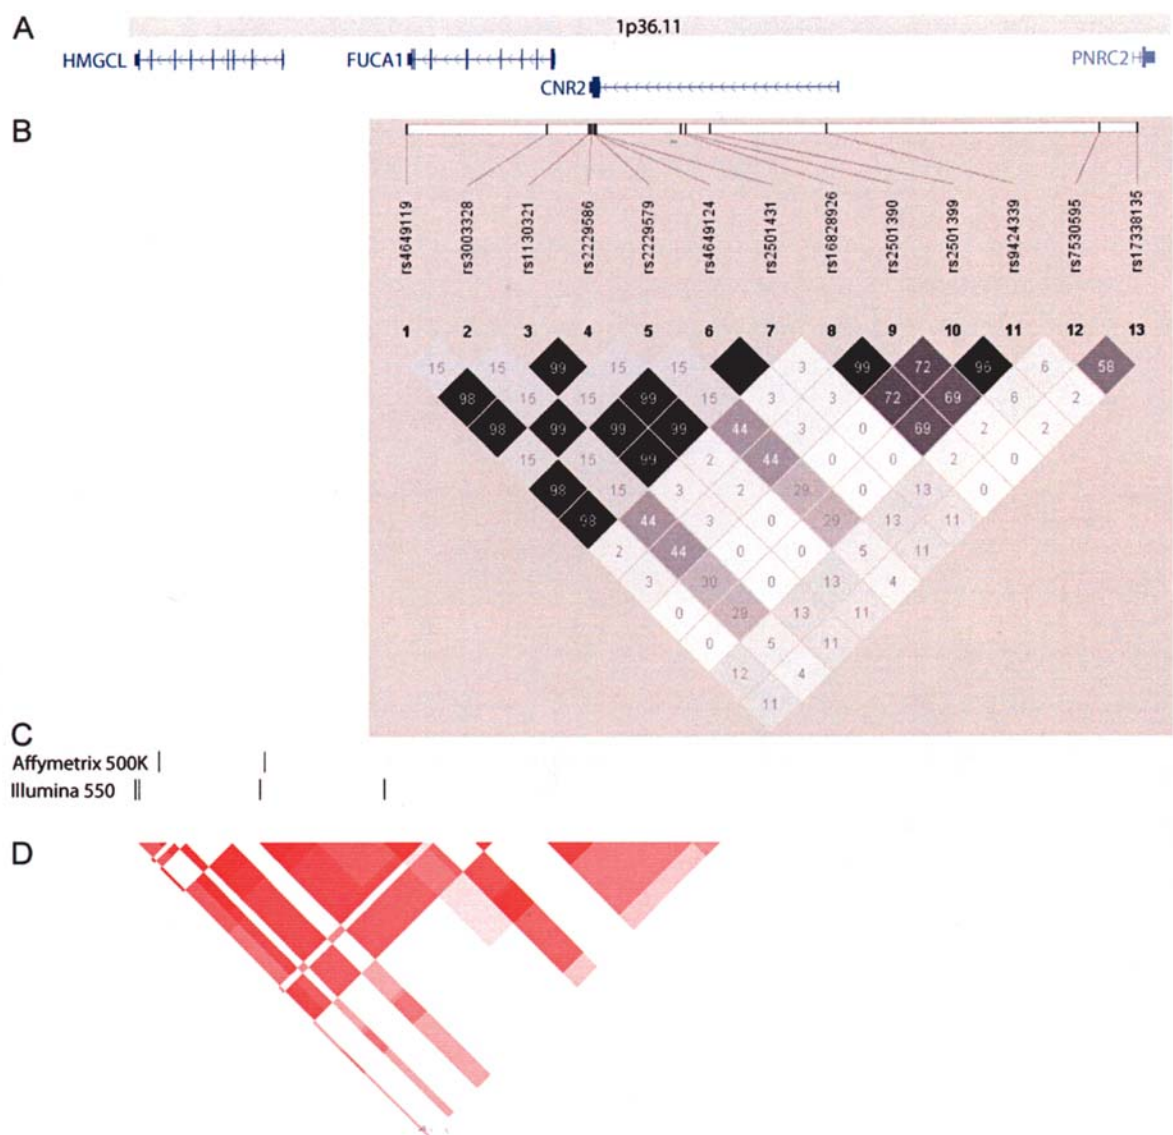 A
1p36.11
HMGCL
FUCA1
PNRC2
CNR2
B
rs4649119
rs3003328
rs1130321
rs2229586
rs2229579
rs4649124
rs2501431
rs16828926
rs2501390
rs2501399
rs9424339
rs7530595
rs17338135
1 2 3 4 5 6 7 8 9 10 11 12 13
15 15 99 15 15 3 99 72 96 6 58
98 15 15 99 15 3 3 72 69 6 2
98 99 99 99 44 3 0 69 2 2
15 15 99 2 44 0 0 2 0
98 15 3 2 29 0 13 0
98 44 3 0 29 13 11
2 44 0 0 5 11
3 30 0 13 4
0 29 13 11
0 5 11
12 4
11
C
Affymetrix 500K
Illumina 550
D